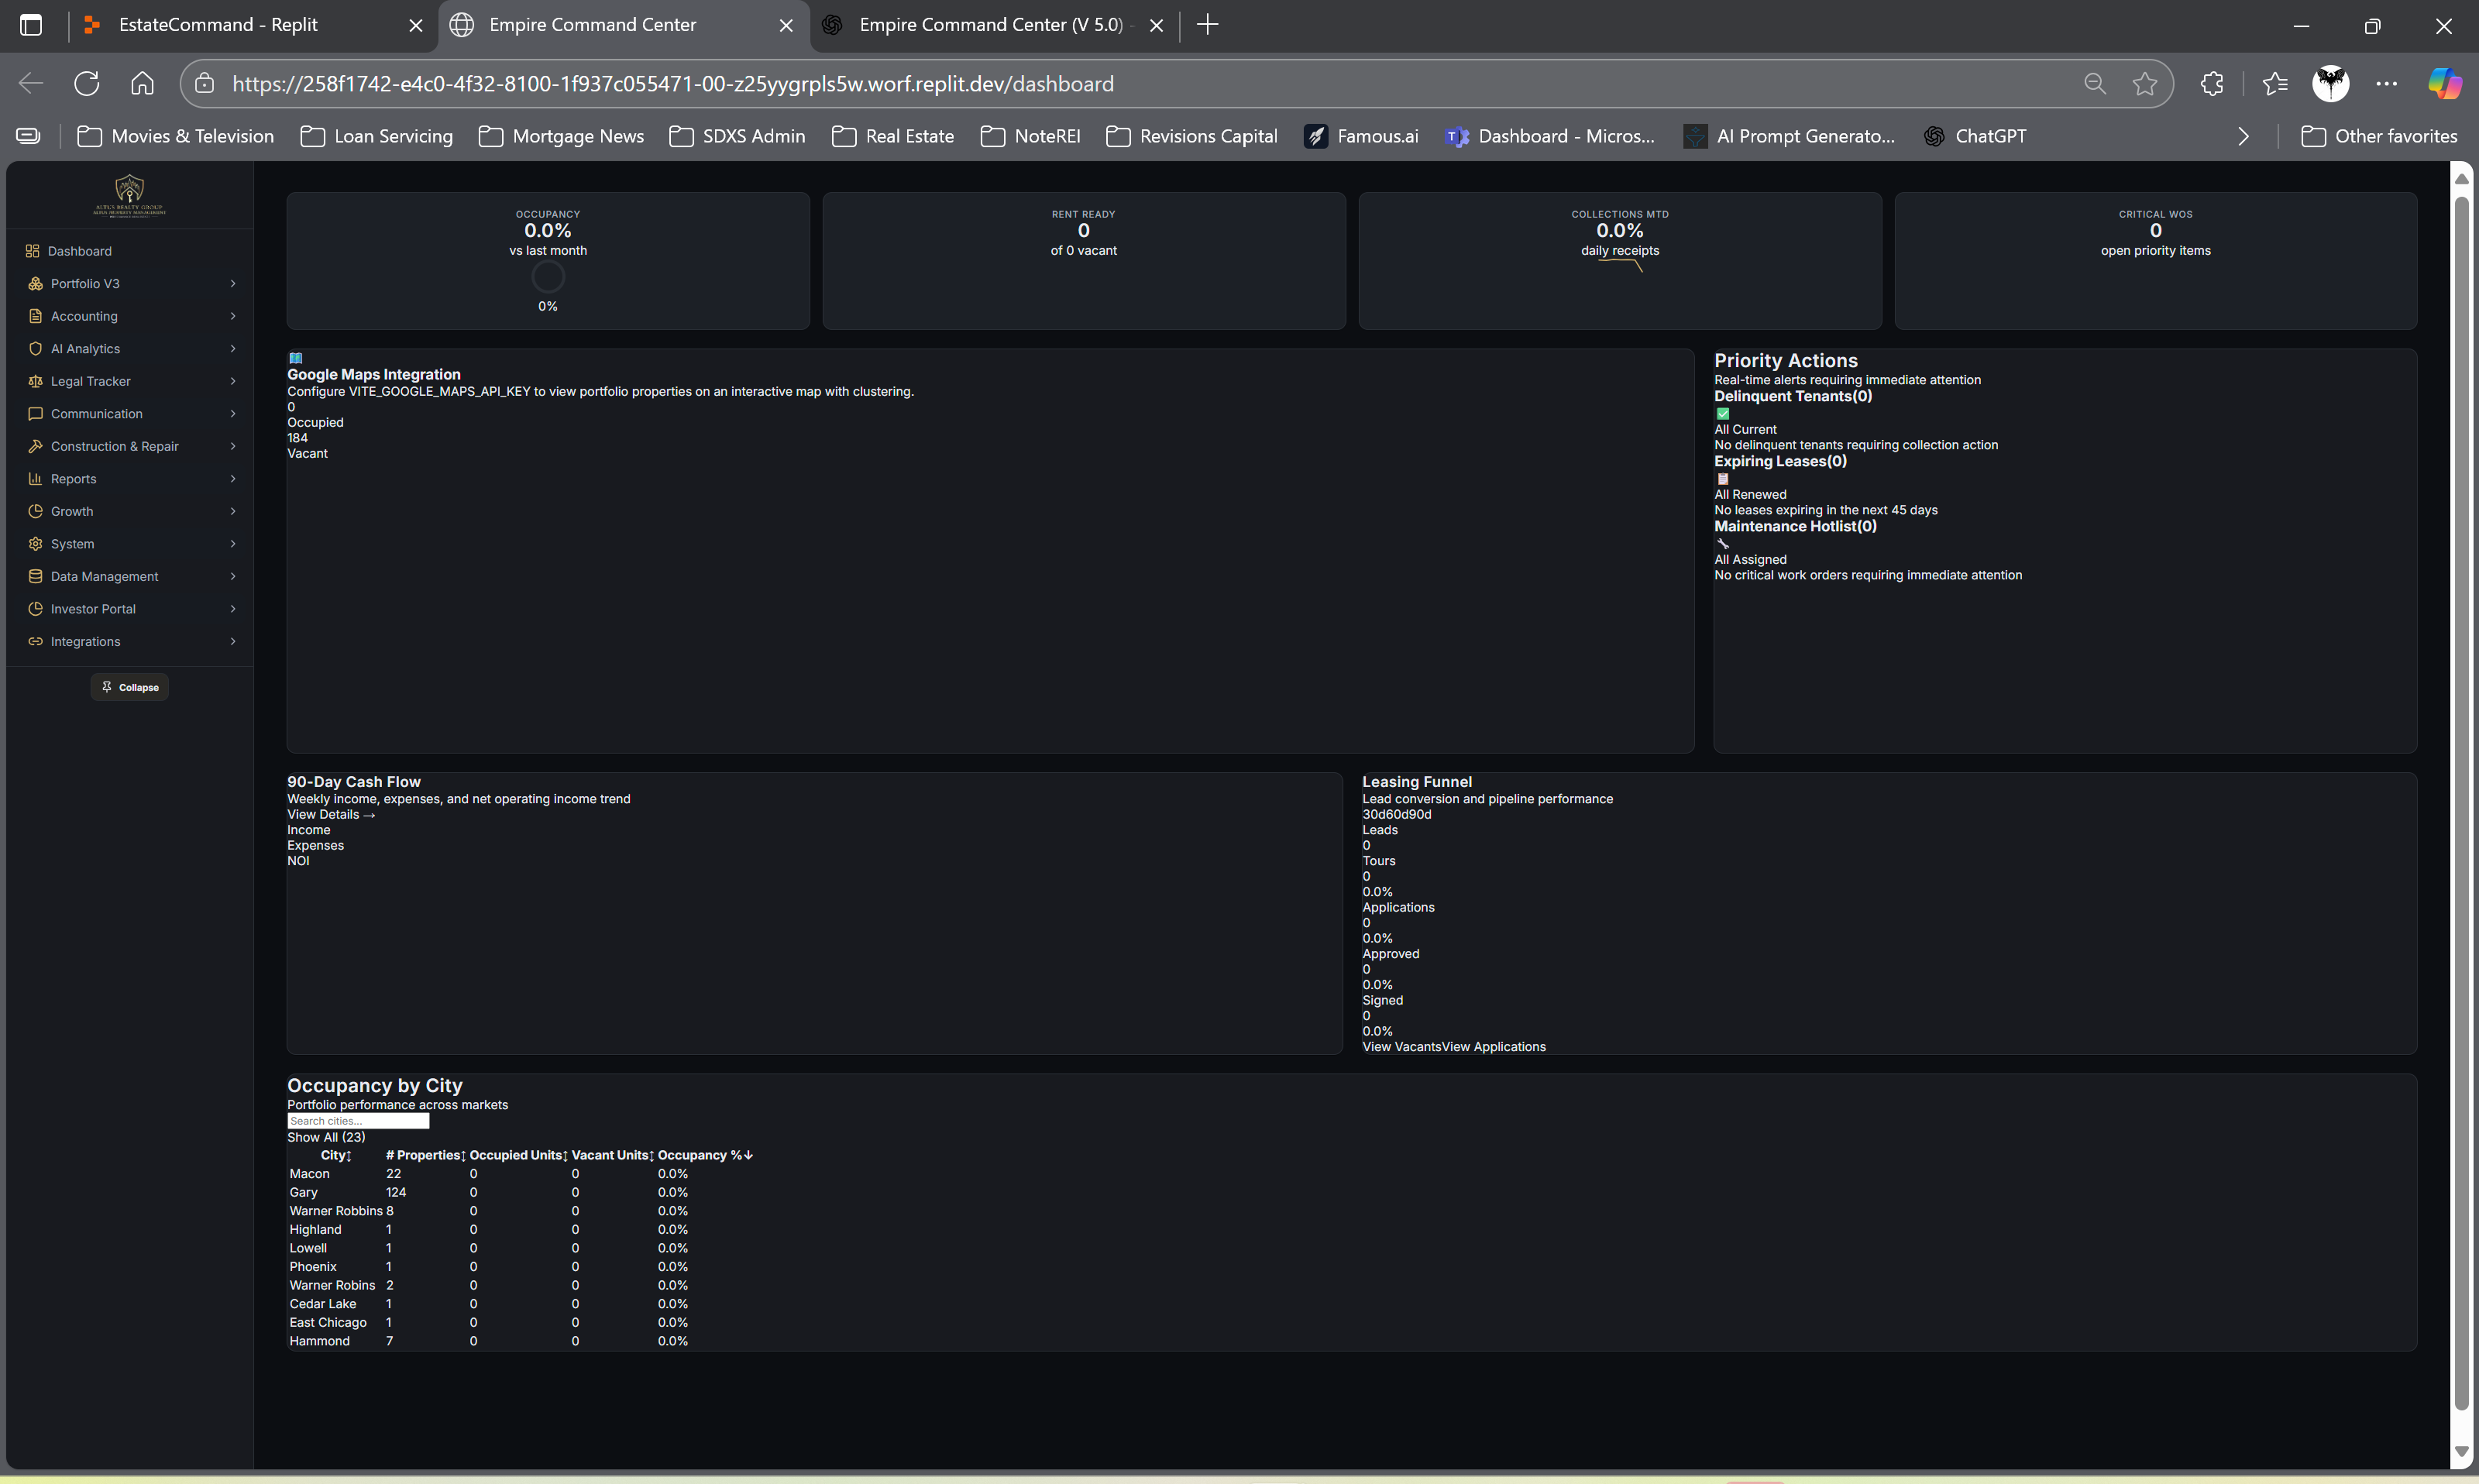 EstateCommand - Replit
Empire Command Center
Empire Command Center (V 5.0) -
https://258f1742-e4c0-4f32-8100-1f937c055471-00-z25yygrpls5w.worf.replit.dev/dashboard
Movies & Television
Loan Servicing
Mortgage News
SDXS Admin
Real Estate
NoteREI
Revisions Capital
Famous.ai
Dashboard - Micros...
AI Prompt Generato...
ChatGPT
Other favorites
ALTUS REALTY GROUP
ALTUS PROPERTY MANAGEMENT
Dashboard
Portfolio V3
Accounting
AI Analytics
Legal Tracker
Communication
Construction & Repair
Reports
Growth
System
Data Management
Investor Portal
Integrations
Collapse
OCCUPANCY
0.0%
vs last month
0%
RENT READY
0
of 0 vacant
COLLECTIONS MTD
0.0%
daily receipts
CRITICAL WOS
0
open priority items
Google Maps Integration
Configure VITE_GOOGLE_MAPS_API_KEY to view portfolio properties on an interactive map with clustering.
0
Occupied
184
Vacant
Priority Actions
Real-time alerts requiring immediate attention
Delinquent Tenants(0)
All Current
No delinquent tenants requiring collection action
Expiring Leases(0)
All Renewed
No leases expiring in the next 45 days
Maintenance Hotlist(0)
All Assigned
No critical work orders requiring immediate attention
90-Day Cash Flow
Weekly income, expenses, and net operating income trend
View Details →
Income
Expenses
NOI
Leasing Funnel
Lead conversion and pipeline performance
30d60d90d
Leads
0
Tours
0
0.0%
Applications
0
0.0%
Approved
0
0.0%
Signed
0
0.0%
View VacantsView Applications
Occupancy by City
Portfolio performance across markets
Search cities...
Show All (23)
City↕ # Properties↕ Occupied Units↕ Vacant Units↕ Occupancy %↓
Macon 22 0 0 0.0%
Gary 124 0 0 0.0%
Warner Robbins 8 0 0 0.0%
Highland 1 0 0 0.0%
Lowell 1 0 0 0.0%
Phoenix 1 0 0 0.0%
Warner Robins 2 0 0 0.0%
Cedar Lake 1 0 0 0.0%
East Chicago 1 0 0 0.0%
Hammond 7 0 0 0.0%